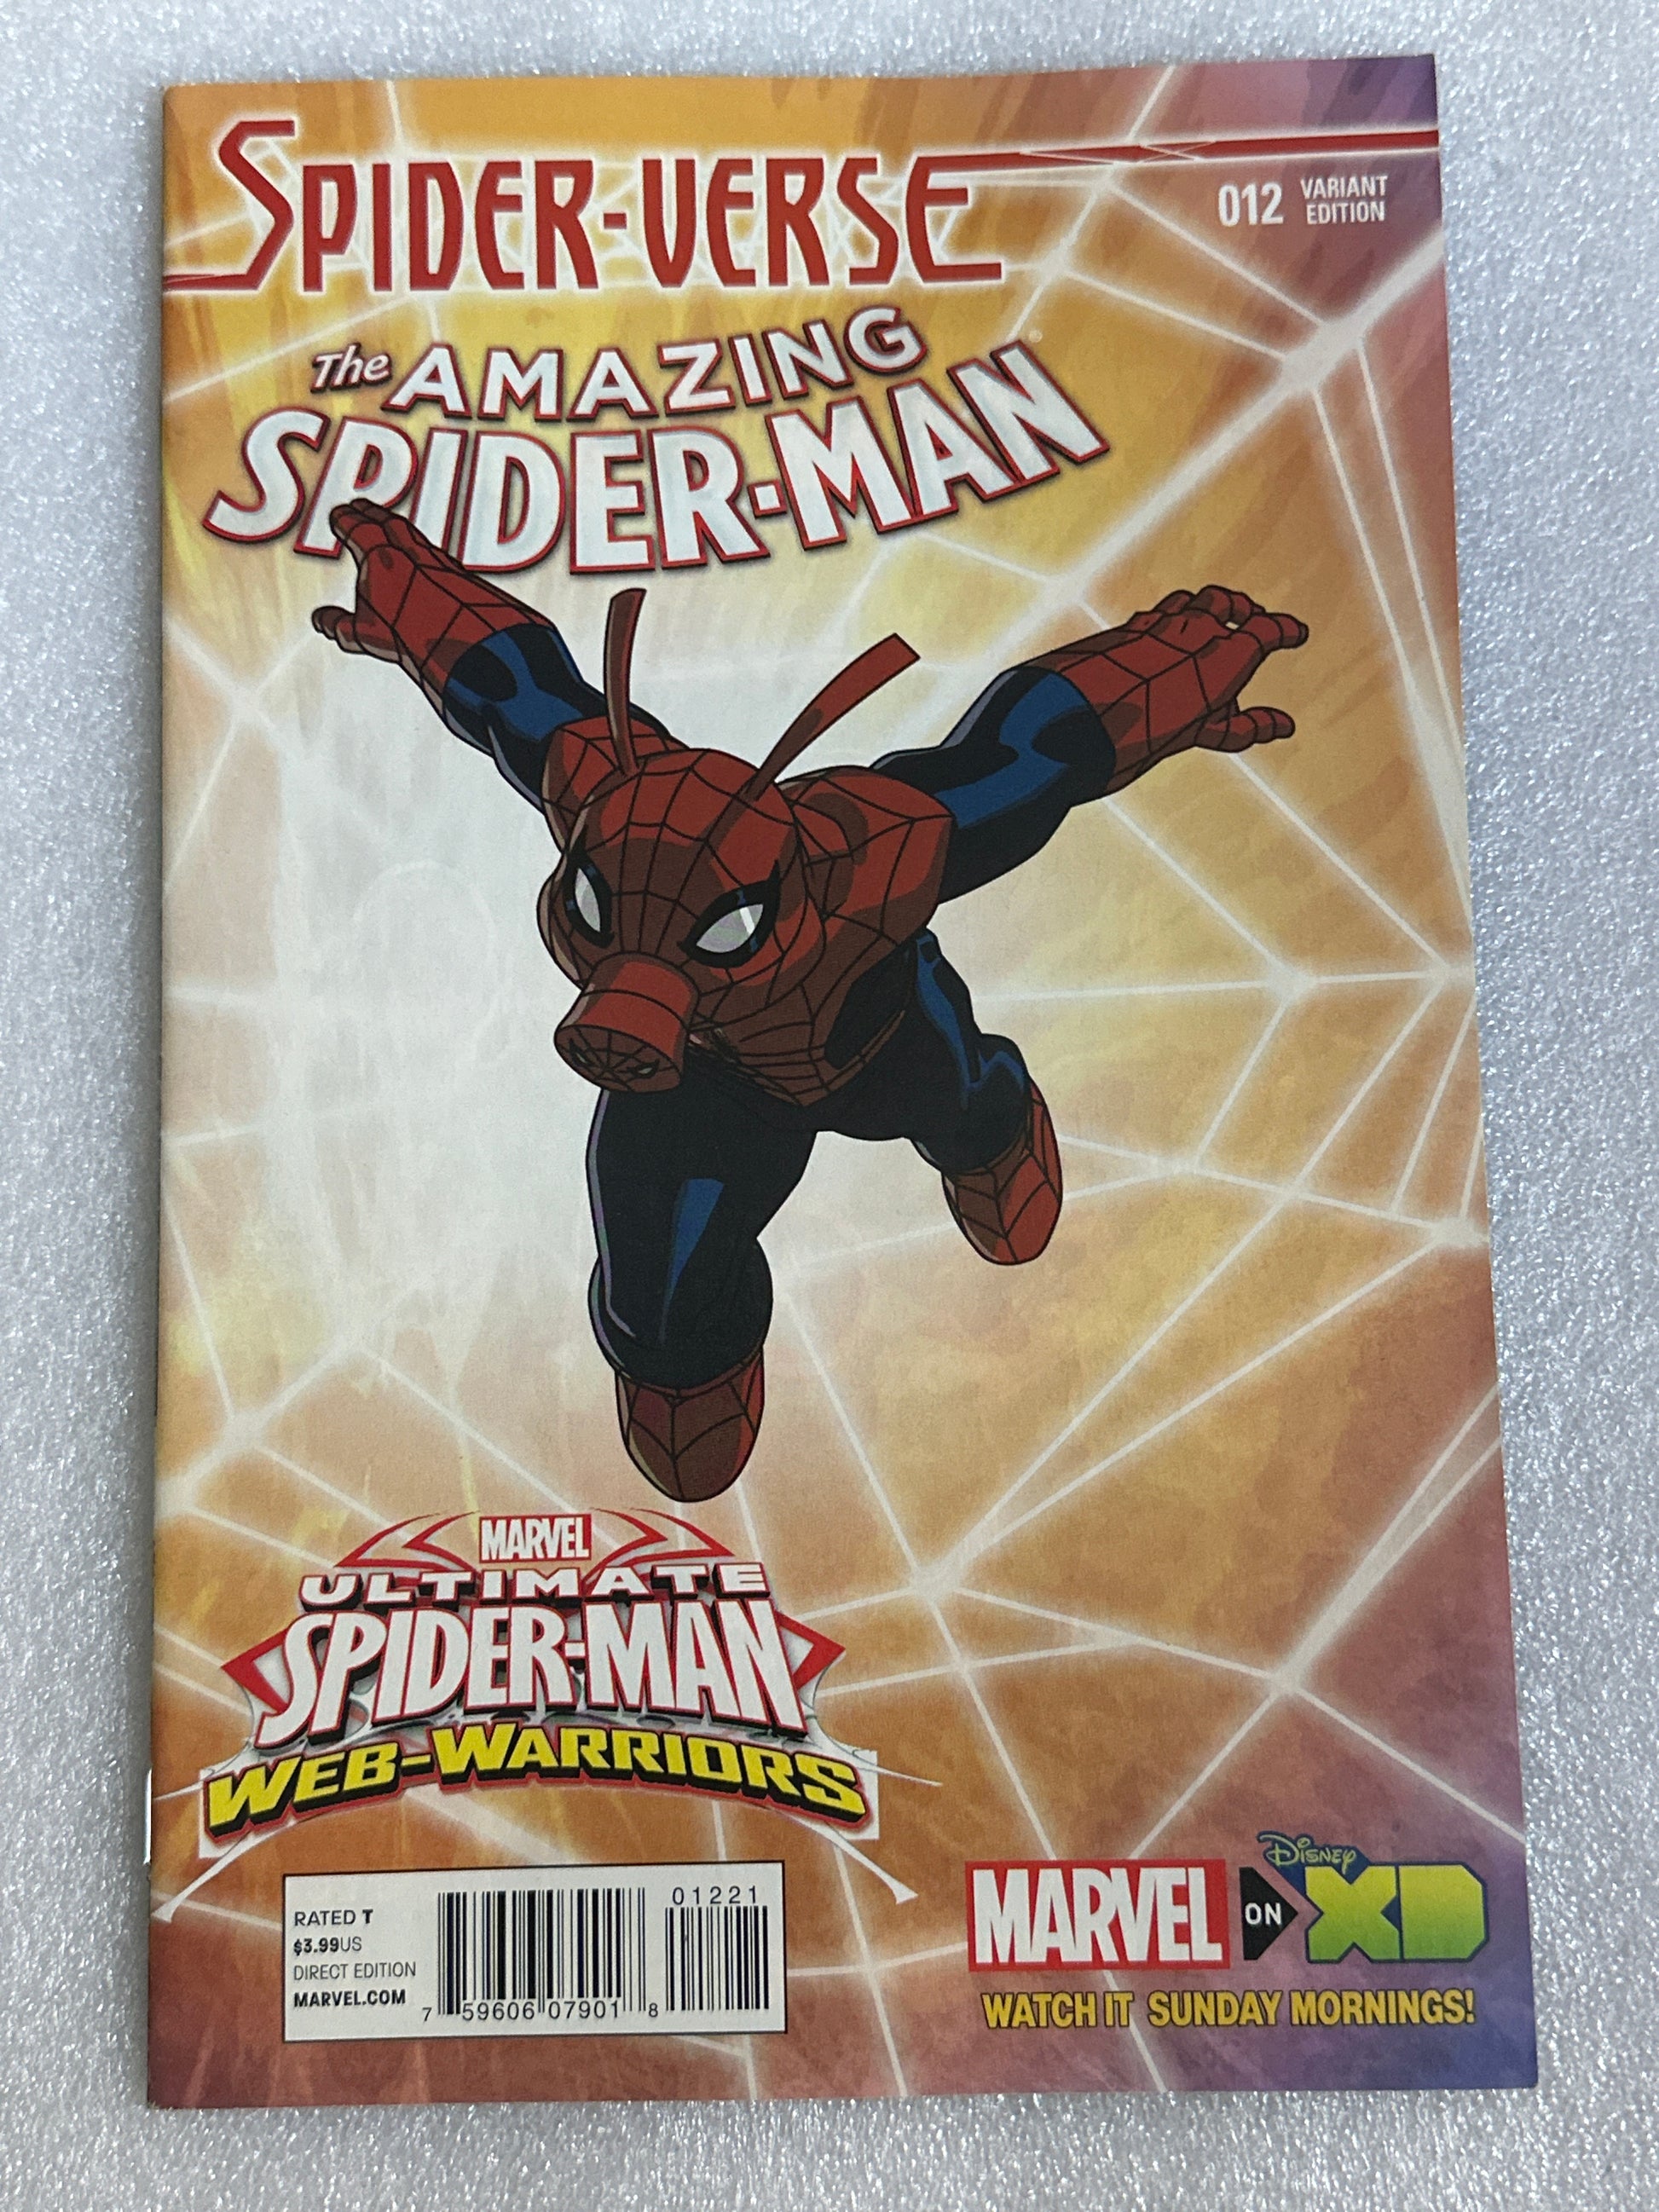 SPIDER-VERSE
012 VARIANT
EDITION
The AMAZING
SPIDER-MAN®
MARVEL
ULTIMATE
SPIDER-MAN
WEB-WARRIORS
RATED T
$3.99US
DIRECT EDITION
MARVEL.COM
01221
7 59606 07901 8
MARVEL ON Disney XD
WATCH IT SUNDAY MORNINGS!